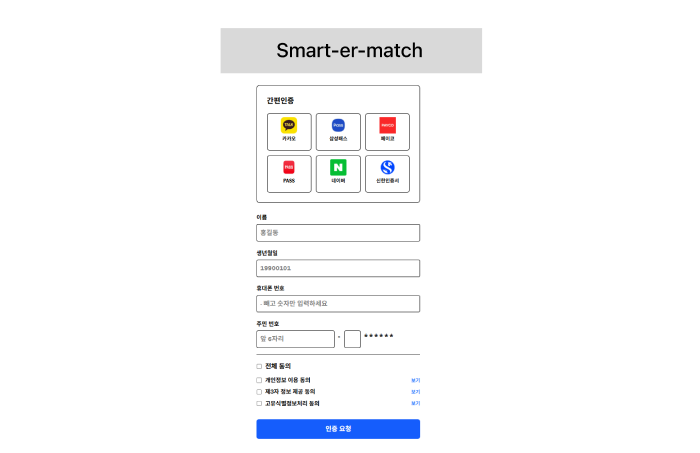 Smart-er-match
간편인증
TALK PASS PAYCO
카카오 삼성패스 페이코
PASS N S
PASS 네이버 신한인증서
이름
홍길동
생년월일
19900101
휴대폰 번호
- 빼고 숫자만 입력하세요
주민 번호
앞 6자리 - ******
전체 동의
개인정보 이용 동의 보기
제3자 정보 제공 동의 보기
고유식별정보처리 동의 보기
인증 요청